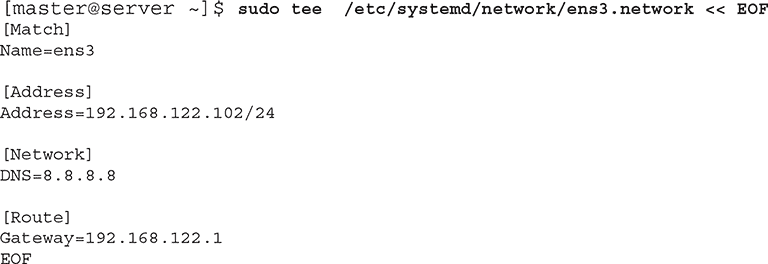 [master@server ~]$ sudo tee  /etc/systemd/network/ens3.network << EOF
[Match]
Name=ens3
[Address]
Address=192.168.122.102/24
[Network]
DNS=8.8.8.8
[Route]
Gateway=192.168.122.1
EOF